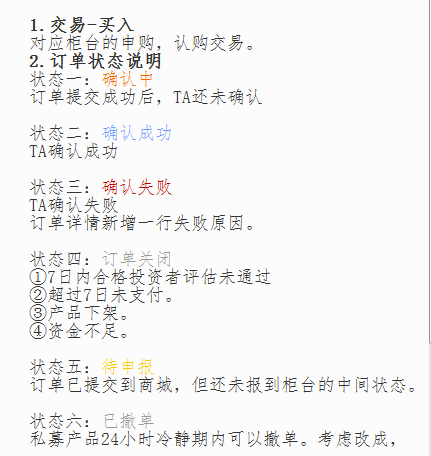 1.交易-买入
对应柜台的申购，认购交易。
2.订单状态说明
状态一：确认中
订单提交成功后，TA还未确认
状态二：确认成功
TA确认成功
状态三：确认失败
TA确认失败
订单详情新增一行失败原因。
状态四：订单关闭
①7日内合格投资者评估未通过
②超过7日未支付。
③产品下架。
④资金不足。
状态五：待申报
订单已提交到商城，但还未报到柜台的中间状态。
状态六：已撤单
私募产品24小时冷静期内可以撤单。考虑改成，